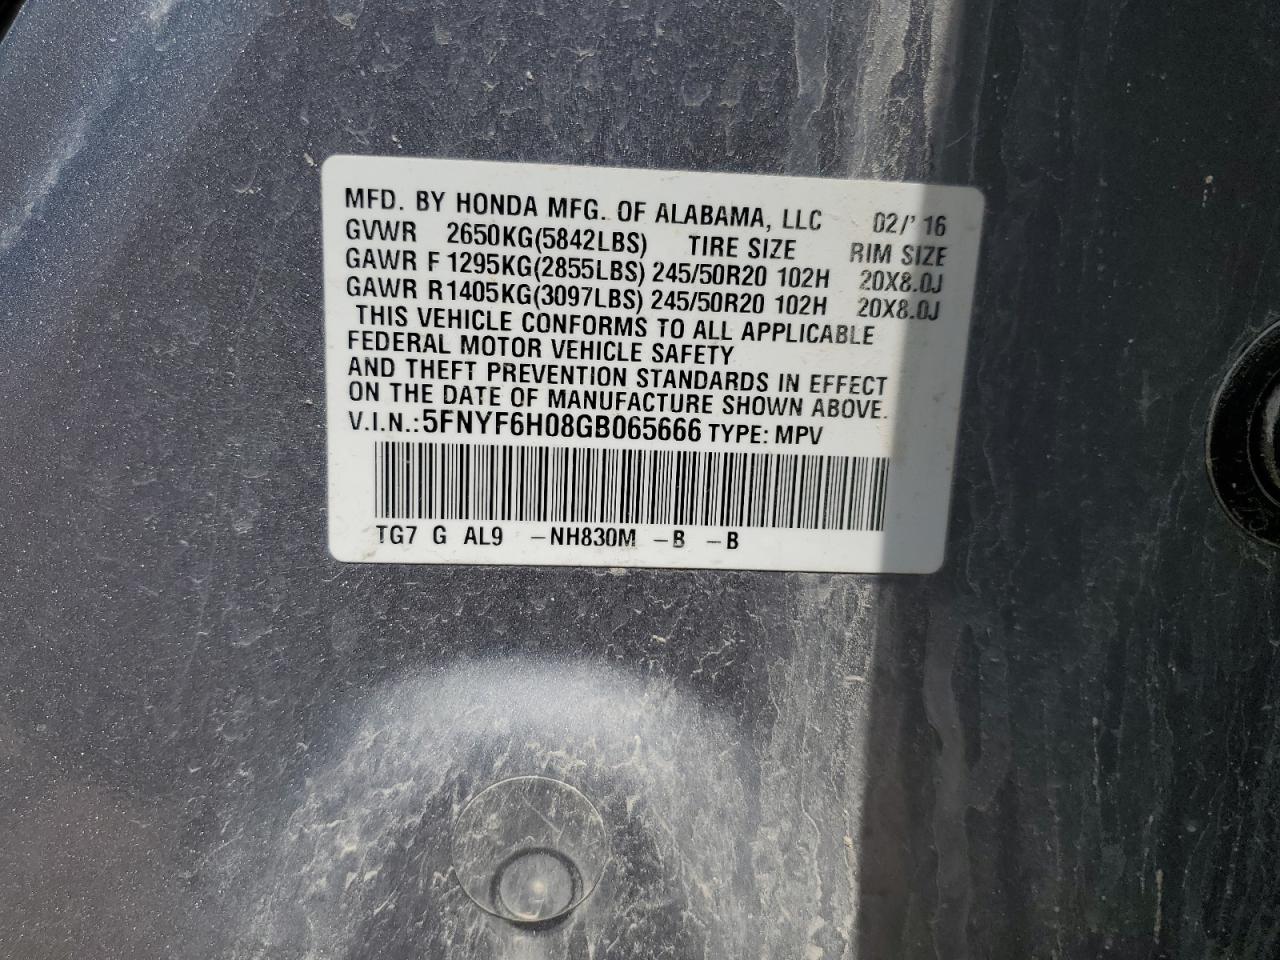 MFD. BY HONDA MFG. OF ALABAMA, LLC 02/'16
GVWR 2650KG(5842LBS) TIRE SIZE RIM SIZE
GAWR F 1295KG(2855LBS) 245/50R20 102H 20X8.0J
GAWR R1405KG(3097LBS) 245/50R20 102H 20X8.0J
THIS VEHICLE CONFORMS TO ALL APPLICABLE
FEDERAL MOTOR VEHICLE SAFETY
AND THEFT PREVENTION STANDARDS IN EFFECT
ON THE DATE OF MANUFACTURE SHOWN ABOVE.
V.I.N.:5FNYF6H08GB065666 TYPE: MPV
TG7 G AL9 -NH830M -B -B